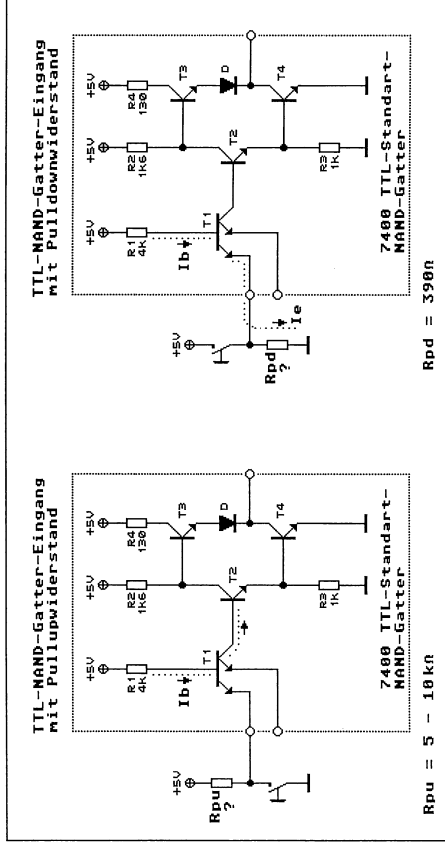 TTL-NAND-Gatter-Eingang
mit Pullupwiderstand
+5V
+5V
+5V
+5V
Rpu
?
R1
4k
R2
1k6
R4
130
Ib
T1
T2
T3
D
T4
R3
1k
7400 TTL-Standart-
NAND-Gatter
Rpu = 5 - 10kΩ
TTL-NAND-Gatter-Eingang
mit Pulldownwiderstand
+5V
+5V
+5V
+5V
R1
4k
R2
1k6
R4
130
Ib
T1
T2
T3
D
T4
Rpd
?
Ie
R3
1k
7400 TTL-Standart-
NAND-Gatter
Rpd = 390Ω